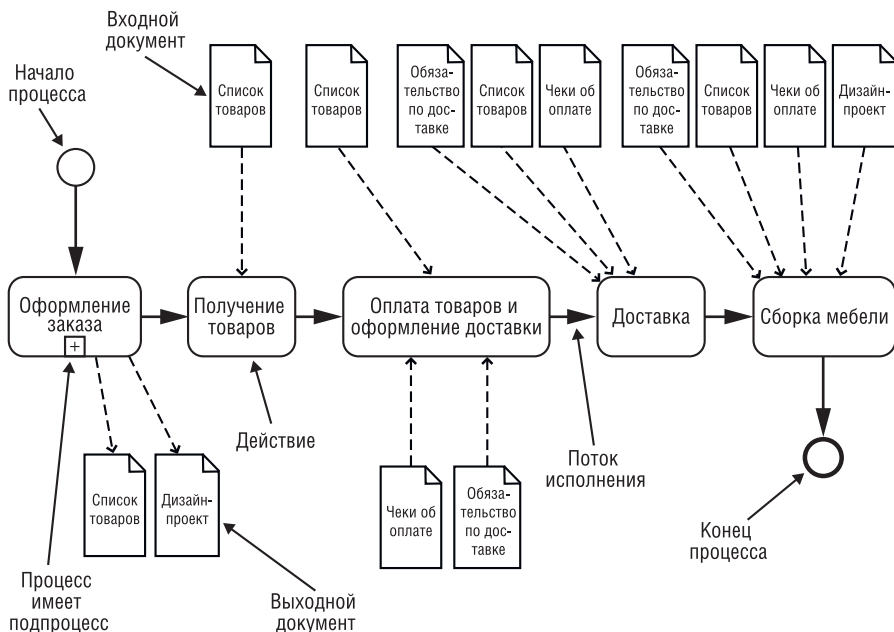 Входной
документ
Начало
процесса
Список
товаров
Список
товаров
Обяза-
тельство
по дос-
тавке
Список
товаров
Чеки об
оплате
Обяза-
тельство
по дос-
тавке
Список
товаров
Чеки об
оплате
Дизайн-
проект
Оформление
заказа
+
Получение
товаров
Оплата товаров и
оформление доставки
Доставка
Сборка мебели
Действие
Поток
исполнения
Список
товаров
Дизайн-
проект
Чеки об
оплате
Обяза-
тельство
по дос-
тавке
Конец
процесса
Процесс
имеет
подпроцесс
Выходной
документ